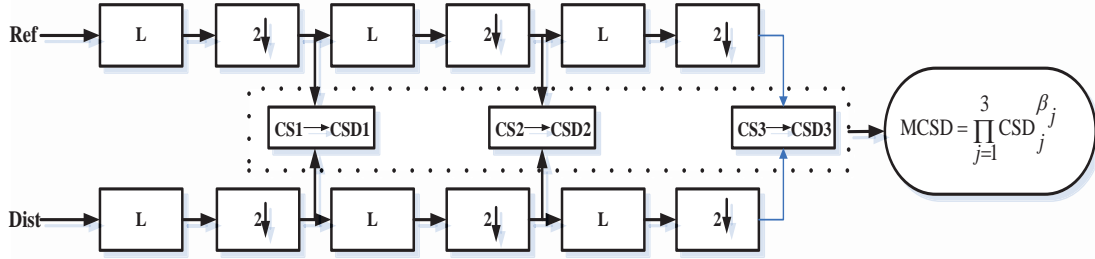 Ref L 2↓ L 2↓ L 2↓
CS1→CSD1 CS2→CSD2 CS3→CSD3
MCSD = ∏_{j=1}^{3} CSD_j^{β_j}
Dist L 2↓ L 2↓ L 2↓